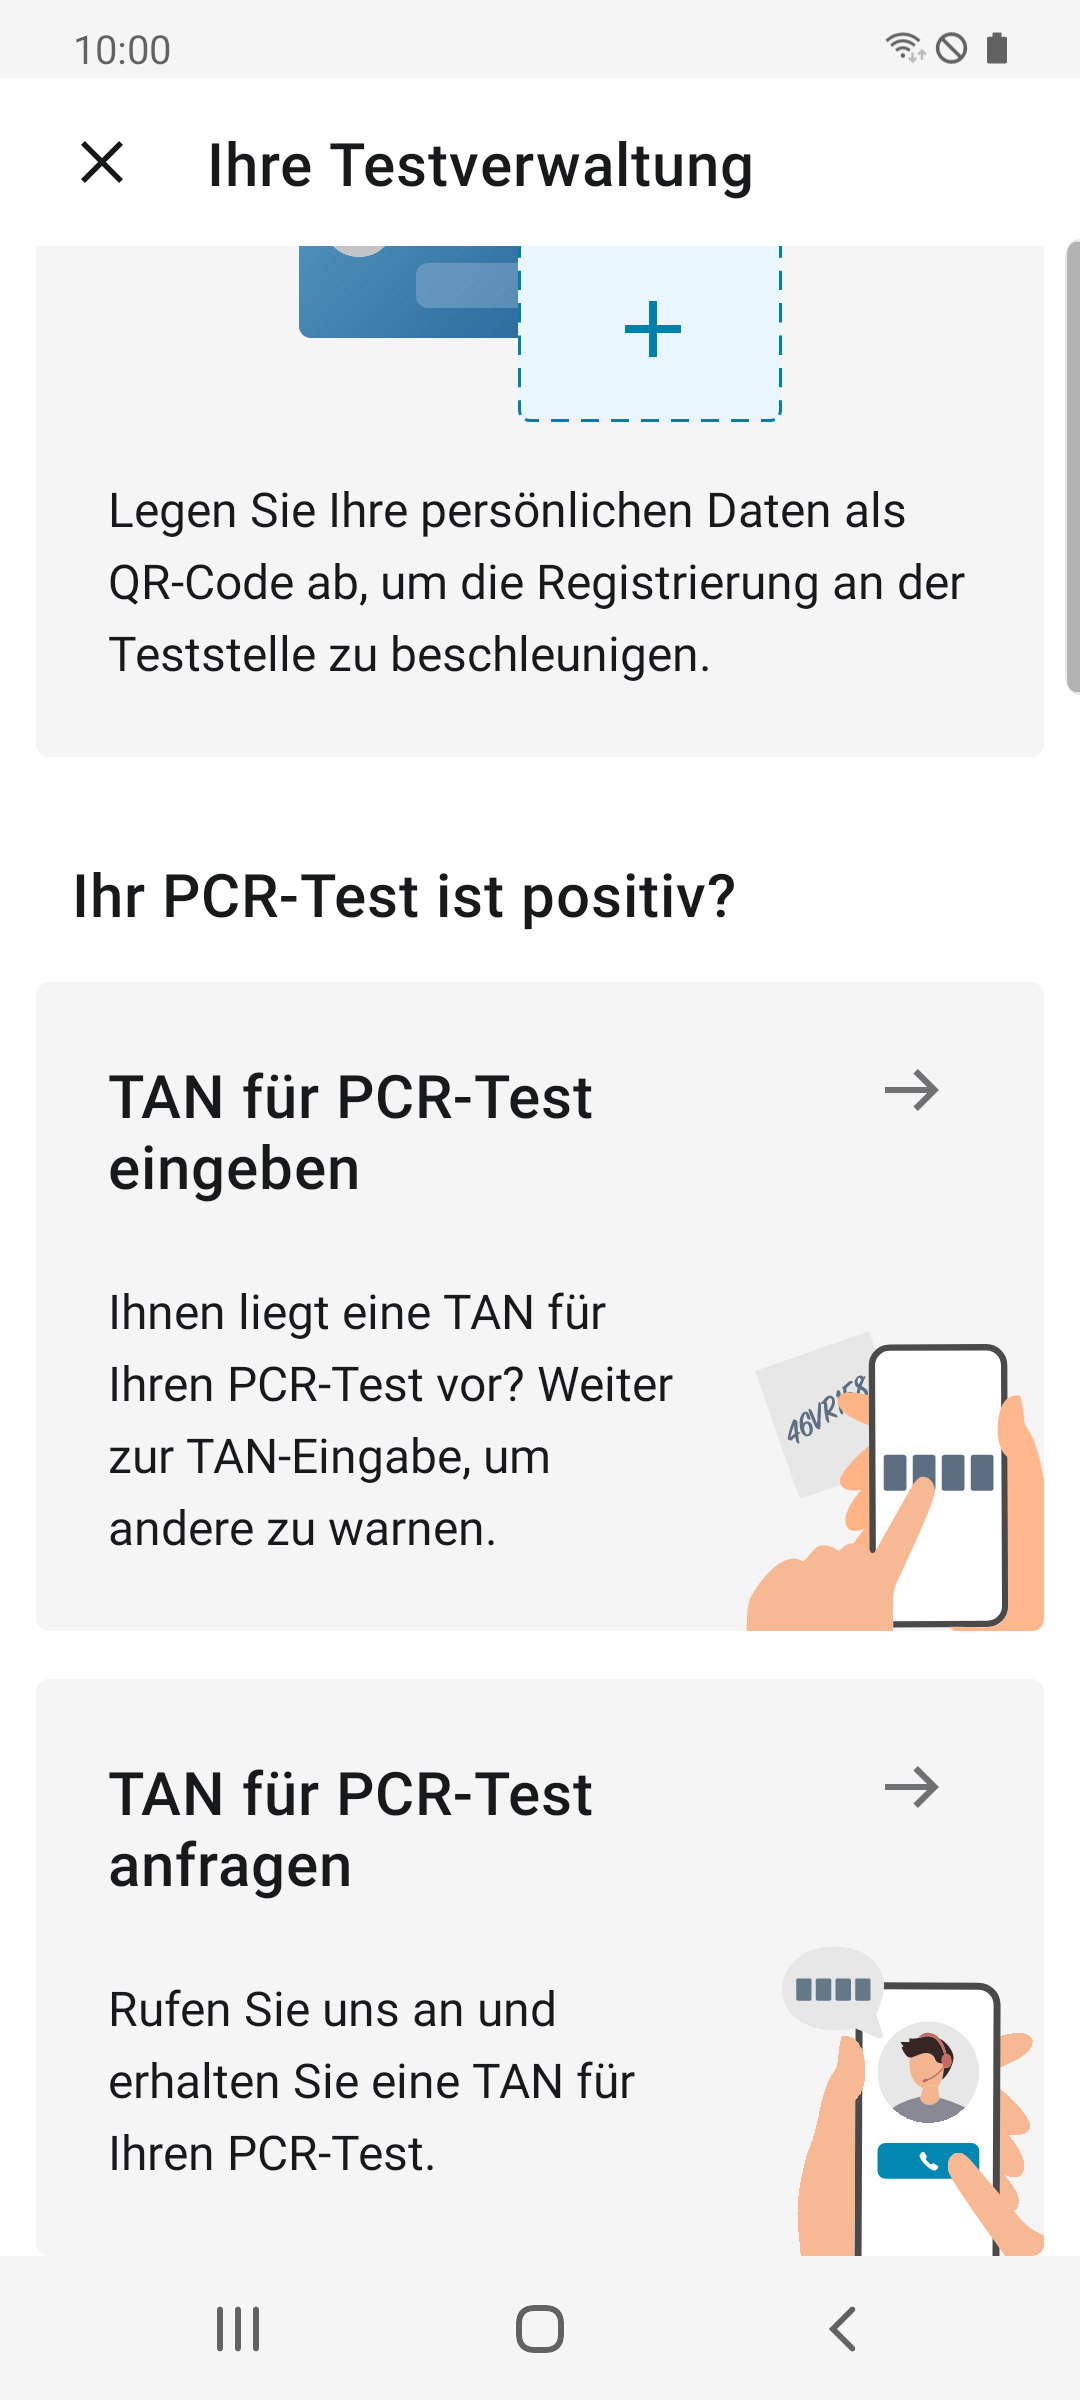 10:00
Ihre Testverwaltung
Legen Sie Ihre persönlichen Daten als
QR-Code ab, um die Registrierung an der
Teststelle zu beschleunigen.
Ihr PCR-Test ist positiv?
TAN für PCR-Test
eingeben
Ihnen liegt eine TAN für
Ihren PCR-Test vor? Weiter
zur TAN-Eingabe, um
andere zu warnen.
TAN für PCR-Test
anfragen
Rufen Sie uns an und
erhalten Sie eine TAN für
Ihren PCR-Test.